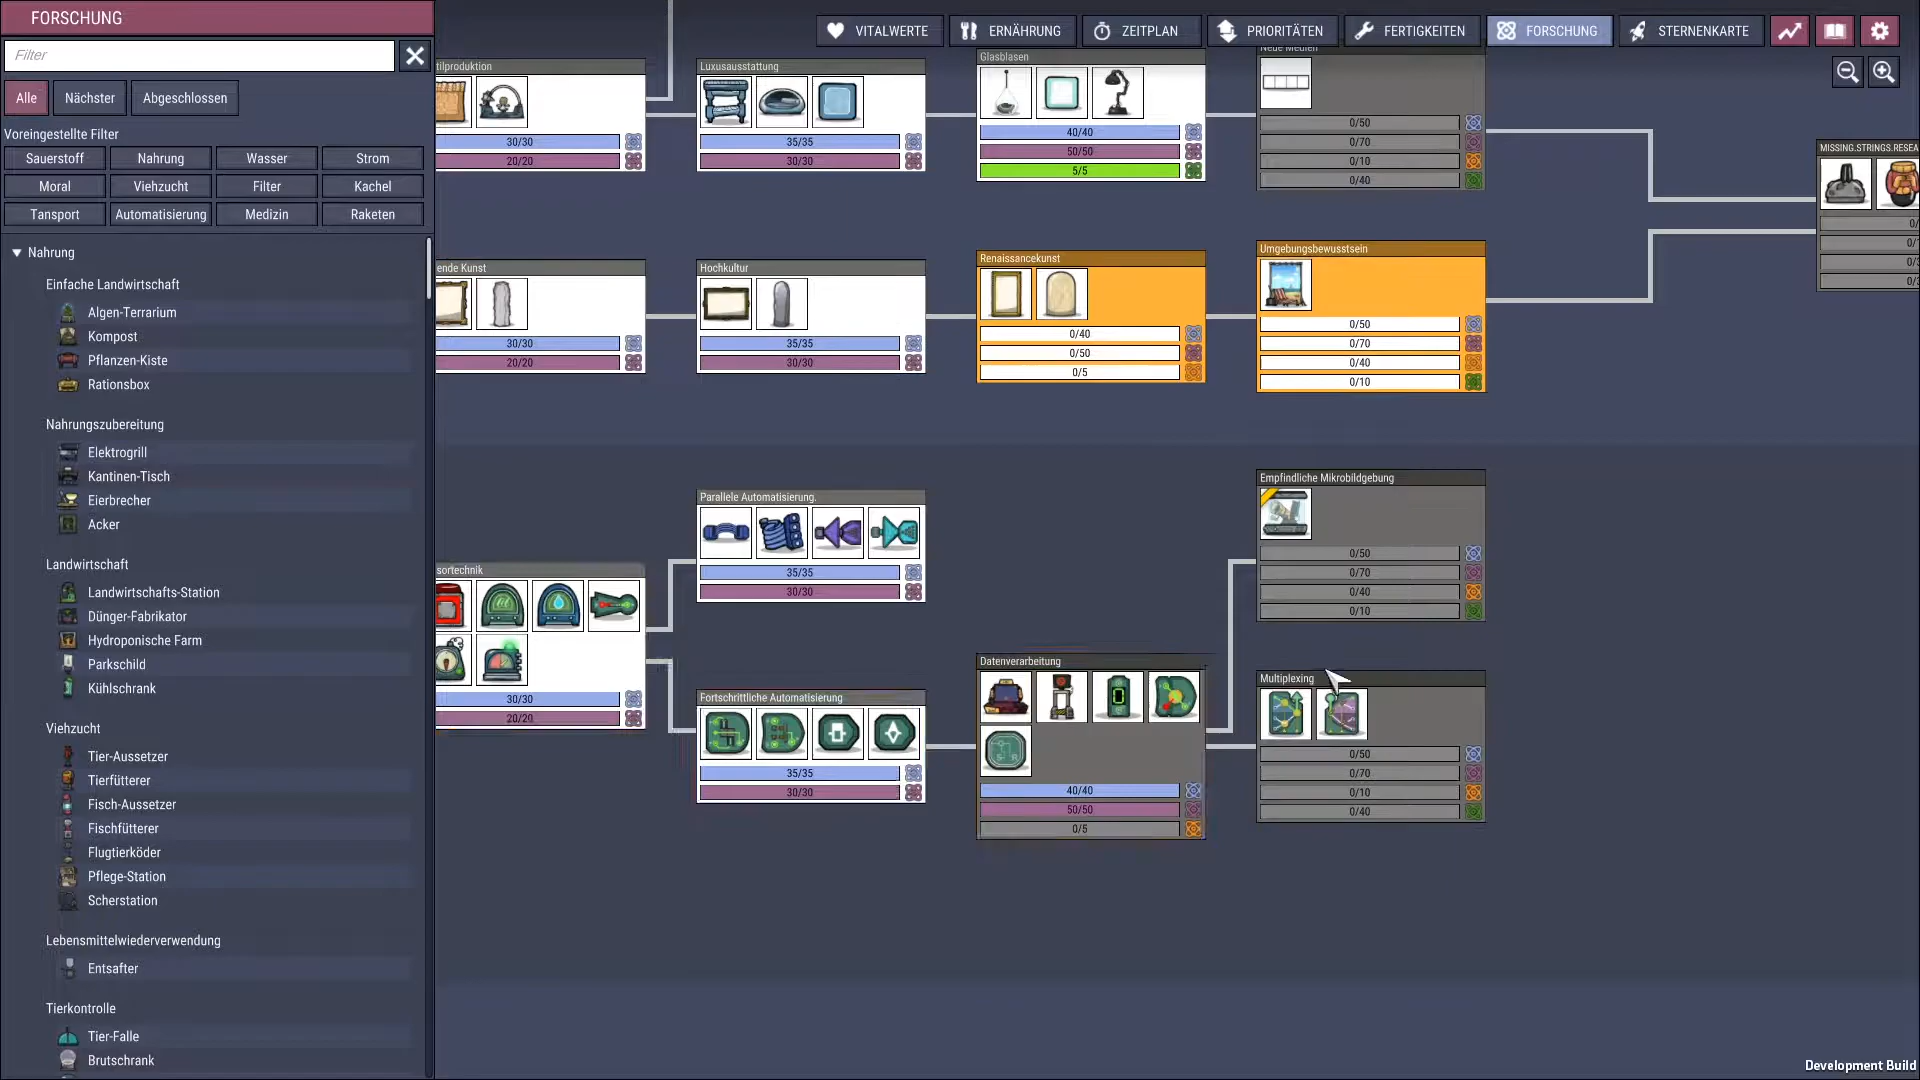 FORSCHUNG
VITALWERTE
ERNÄHRUNG
ZEITPLAN
PRIORITÄTEN
FERTIGKEITEN
FORSCHUNG
STERNENKARTE
Filter
Alle
Nächster
Abgeschlossen
Voreingestellte Filter
Sauerstoff
Nahrung
Wasser
Strom
Moral
Viehzucht
Filter
Kachel
Tansport
Automatisierung
Medizin
Raketen
Nahrung
Einfache Landwirtschaft
Algen-Terrarium
Kompost
Pflanzen-Kiste
Rationsbox
Nahrungszubereitung
Elektrogrill
Kantinen-Tisch
Eierbrecher
Acker
Landwirtschaft
Landwirtschafts-Station
Dünger-Fabrikator
Hydroponische Farm
Parkschild
Kühlschrank
Viehzucht
Tier-Aussetzer
Tierfütterer
Fisch-Aussetzer
Fischfütterer
Flugtierköder
Pflege-Station
Scherstation
Lebensmittelwiederverwendung
Entsafter
Tierkontrolle
Tier-Falle
Brutschrank
tilproduktion
30/30
20/20
Luxusausstattung
35/35
30/30
Glasblasen
40/40
50/50
5/5
Neue Medien
0/50
0/70
0/10
0/40
MISSING.STRINGS.RESEA
0/
0/
0/
0/
ende Kunst
30/30
20/20
Hochkultur
35/35
30/30
Renaissancekunst
0/40
0/50
0/5
Umgebungsbewusstsein
0/50
0/70
0/40
0/10
sortechnik
30/30
20/20
Parallele Automatisierung.
35/35
30/30
Fortschrittliche Automatisierung
35/35
30/30
Datenverarbeitung
40/40
50/50
0/5
Empfindliche Mikrobildgebung
0/50
0/70
0/40
0/10
Multiplexing
0/50
0/70
0/10
0/40
Development Build